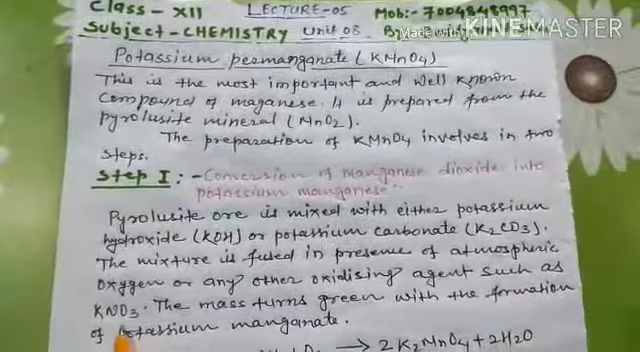 Class - XII LECTURE-05 Mob:- 7004848997
Subject - CHEMISTRY Unit 08 By
Made with KINEMASTER
Potassium permanganate (KMnO4)
This is the most important and well known
compound of maganese. It is prepared from the
pyrolusite mineral (MnO2).
The preparation of KMnO4 involves in two
steps.
Step I : - Conversion of manganese dioxide into
potassium manganese.
Pyrolusite ore is mixed with either potassium
hydroxide (KOH) or potassium carbonate (K2CO3).
The mixture is fused in presence of atmospheric
oxygen or any other oxidising agent such as
KNO3. The mass turns green with the formation
of potassium manganate.
→ 2K2MnO4 + 2H2O